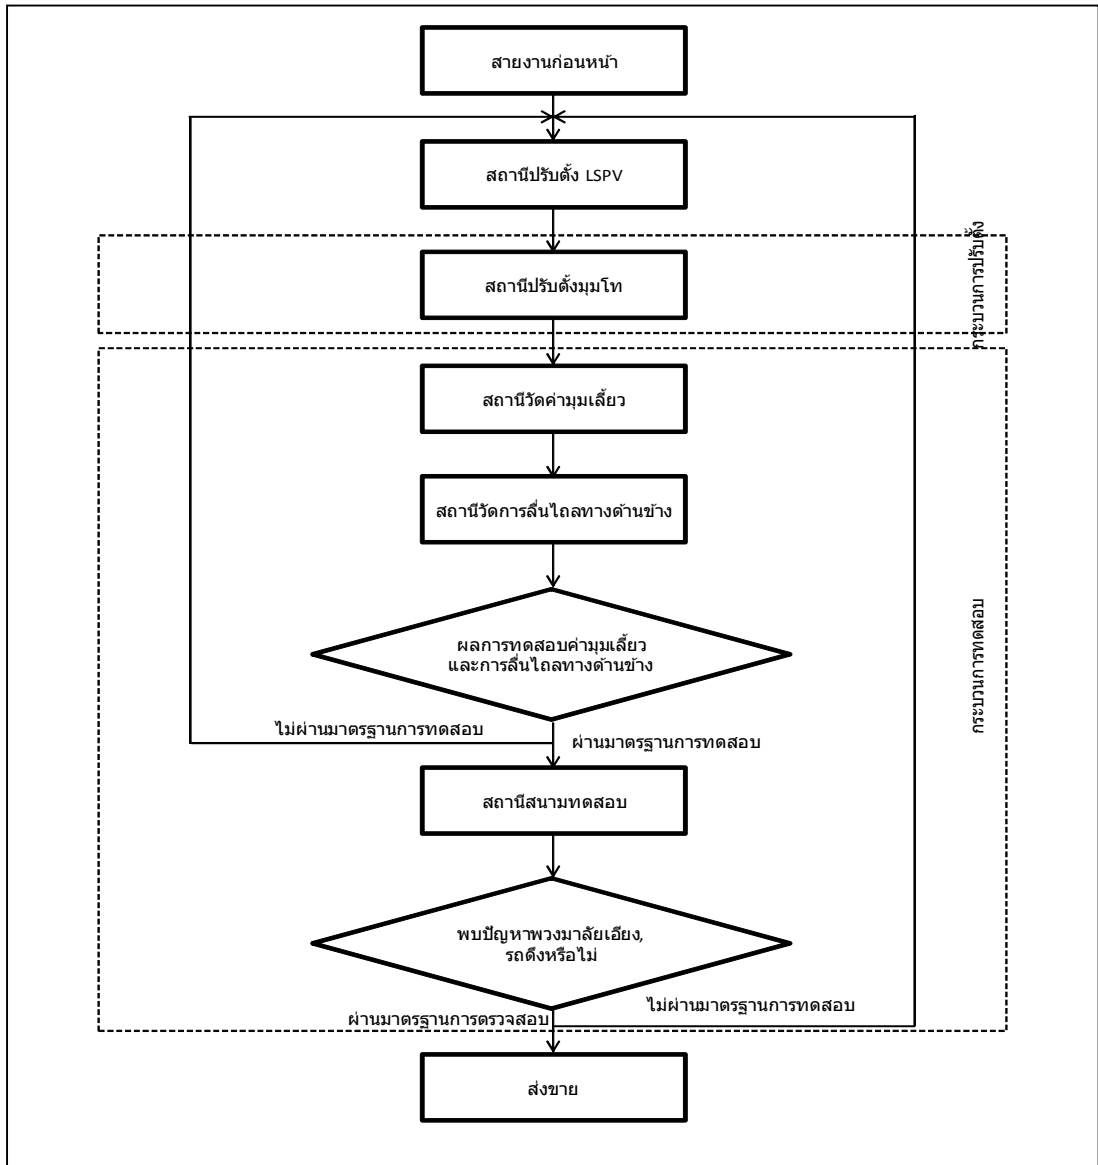 สายงานก่อนหน้า
สถานีปรับตั้ง LSPV
กระบวนการปรับตั้ง
สถานีปรับตั้งมุมโท
สถานีวัดค่ามุมเลี้ยว
สถานีวัดการลื่นไถลทางด้านข้าง
กระบวนการทดสอบ
ผลการทดสอบค่ามุมเลี้ยว
และการลื่นไถลทางด้านข้าง
ไม่ผ่านมาตรฐานการทดสอบ
ผ่านมาตรฐานการทดสอบ
สถานีสนามทดสอบ
พบปัญหาพวงมาลัยเอียง,
รถดึงหรือไม่
ไม่ผ่านมาตรฐานการทดสอบ
ผ่านมาตรฐานการตรวจสอบ
ส่งขาย